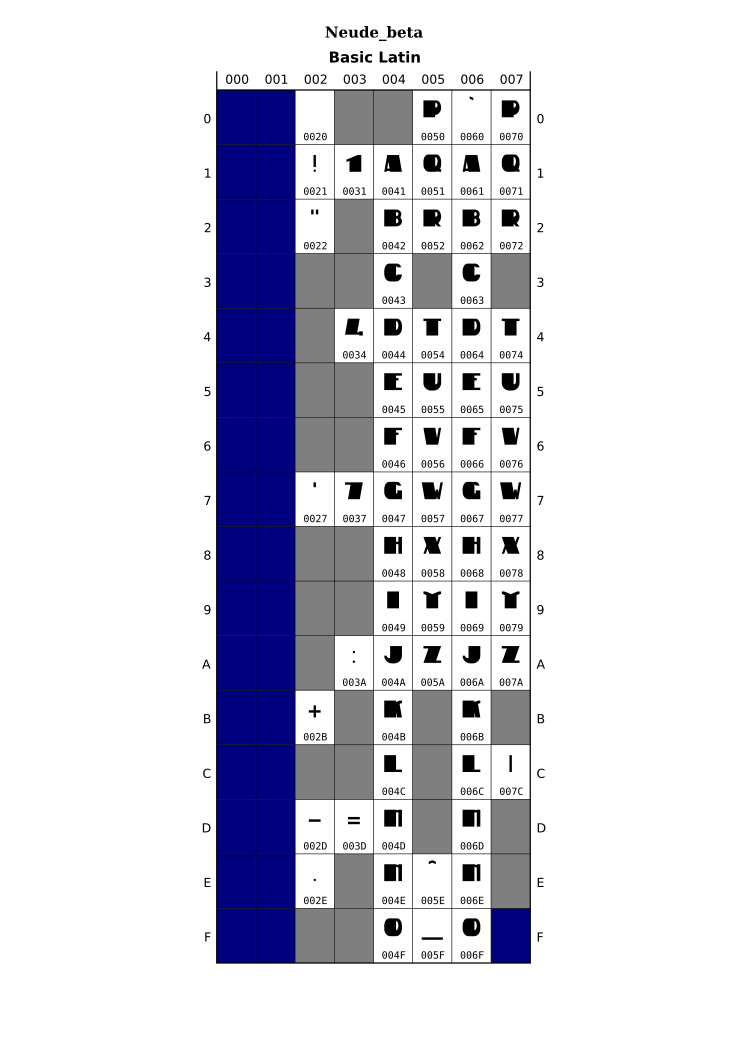 Neude_beta
Basic Latin
000 001 002 003 004 005 006 007
0 P ` P 0
0020 0050 0060 0070
1 ! 1 A Q A Q 1
0021 0031 0041 0051 0061 0071
2 " B R B R 2
0022 0042 0052 0062 0072
3 C C 3
0043 0063
4 4 D T D T 4
0034 0044 0054 0064 0074
5 E U E U 5
0045 0055 0065 0075
6 F V F V 6
0046 0056 0066 0076
7 ' 7 G W G W 7
0027 0037 0047 0057 0067 0077
8 H X H X 8
0048 0058 0068 0078
9 I Y I Y 9
0049 0059 0069 0079
A : J Z J Z A
003A 004A 005A 006A 007A
B + K K B
002B 004B 006B
C L L | C
004C 006C 007C
D - = M M D
002D 003D 004D 006D
E . N ^ N E
002E 004E 005E 006E
F O _ O F
004F 005F 006F